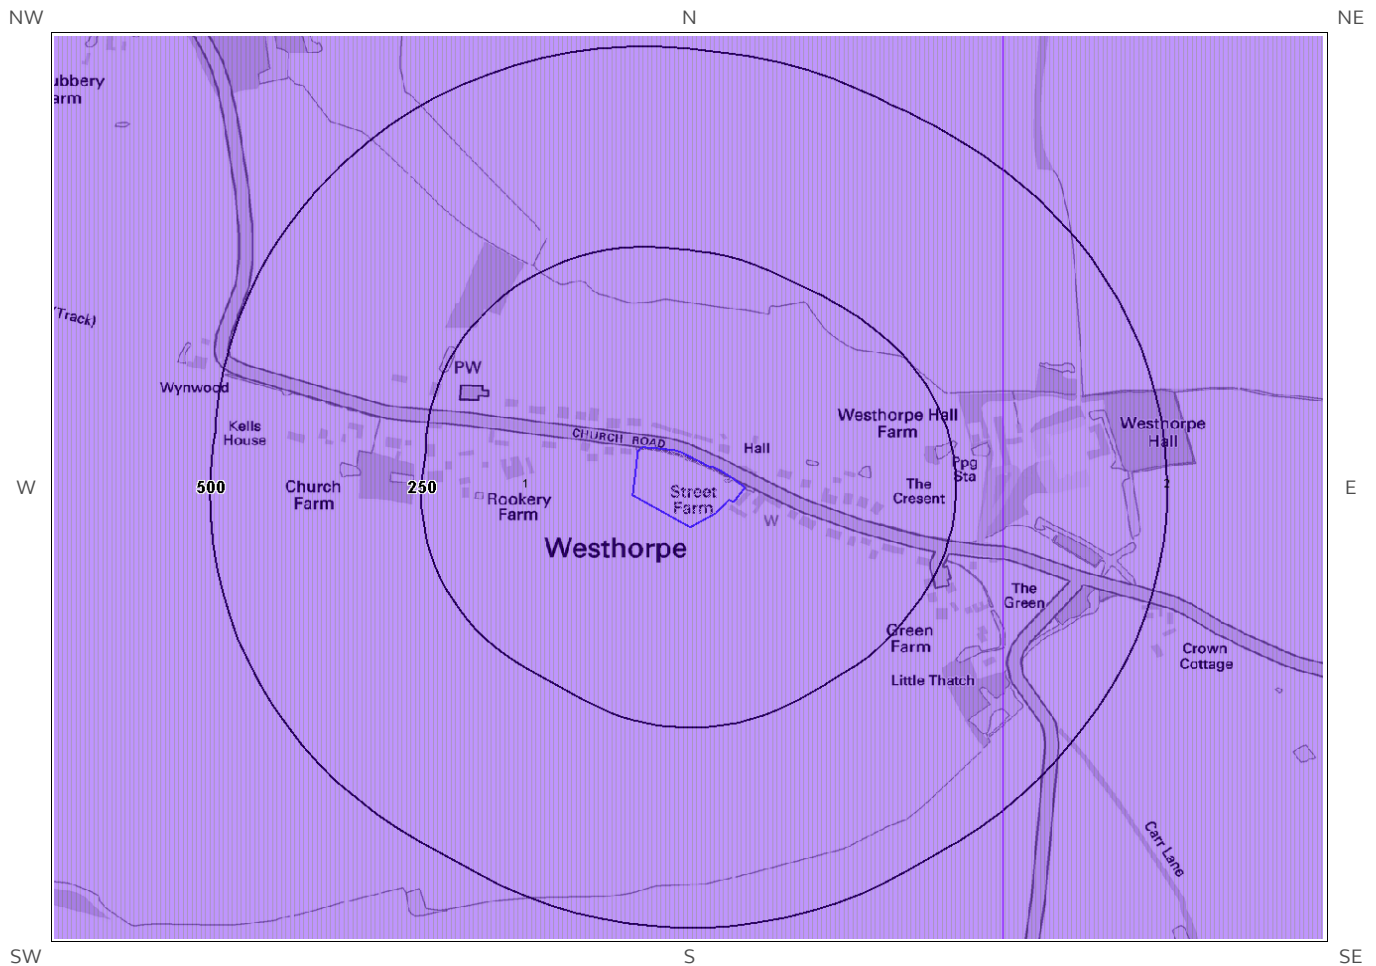 NW
N
NE
ubbery
arm
(Track)
PW
Wynwood
Kells
House
CHURCH ROAD
Hall
Westhorpe Hall
Farm
Westhorpe
Hall
W
500
250
Church
Farm
1
Rookery
Farm
Street
Farm
W
Ppg
Sta
The
Cresent
2
E
Westhorpe
The
Green
Green
Farm
Little Thatch
Crown
Cottage
Carr Lane
SW
S
SE